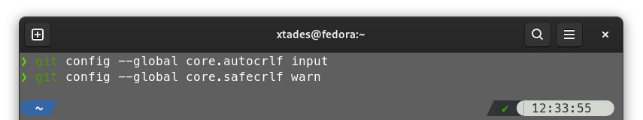 xtades@fedora:~
❯ git config --global core.autocrlf input
❯ git config --global core.safecrlf warn
~ ✔ 12:33:55